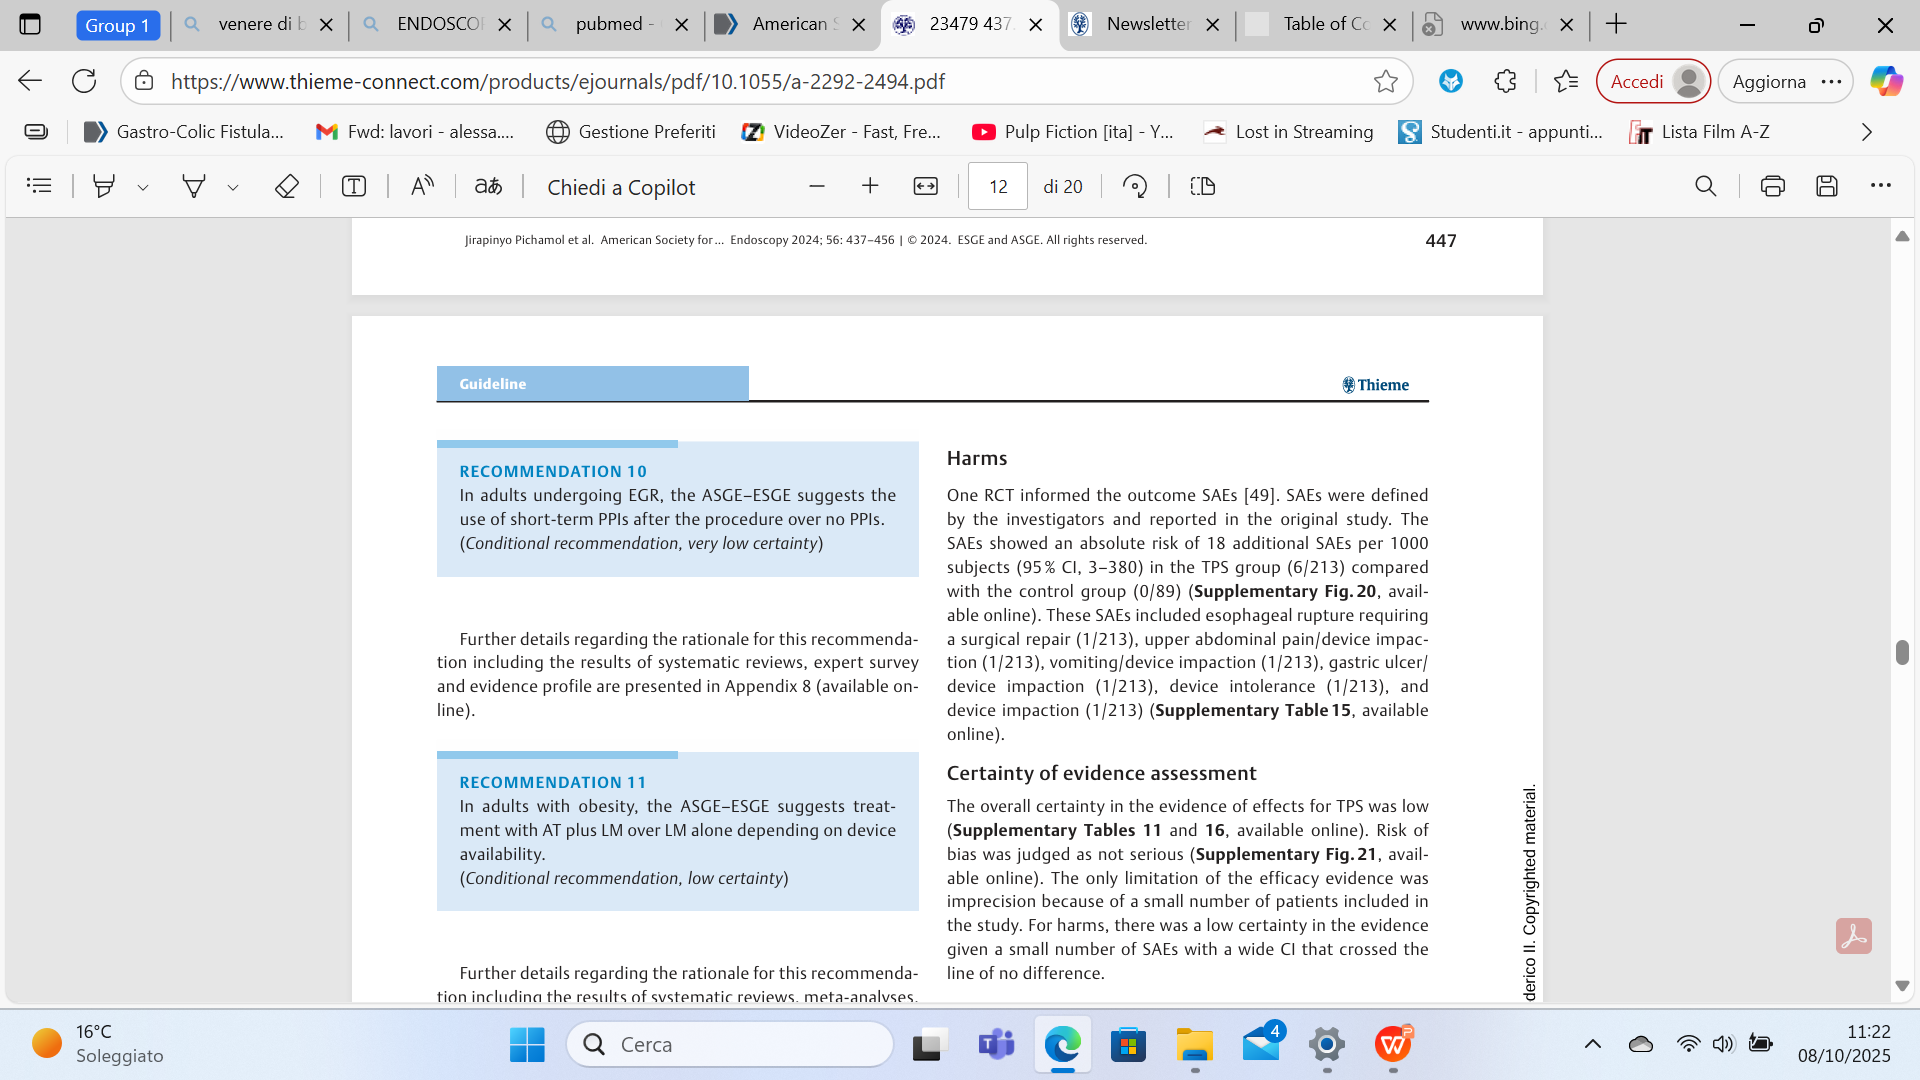 Group 1
venere di b
ENDOSCOP
pubmed -
American S
23479 437.
Newsletter
Table of Co
www.bing.c
https://www.thieme-connect.com/products/ejournals/pdf/10.1055/a-2292-2494.pdf
Accedi
Aggiorna
Gastro-Colic Fistula...
Fwd: lavori - alessa....
Gestione Preferiti
VideoZer - Fast, Fre...
Pulp Fiction [ita] - Y...
Lost in Streaming
Studenti.it - appunti...
Lista Film A-Z
Chiedi a Copilot
12
di 20
Jirapinyo Pichamol et al. American Society for ... Endoscopy 2024; 56: 437–456 | © 2024. ESGE and ASGE. All rights reserved.
447
Guideline
Thieme
RECOMMENDATION 10
In adults undergoing EGR, the ASGE–ESGE suggests the
use of short-term PPIs after the procedure over no PPIs.
(Conditional recommendation, very low certainty)
Further details regarding the rationale for this recommenda-
tion including the results of systematic reviews, expert survey
and evidence profile are presented in Appendix 8 (available on-
line).
RECOMMENDATION 11
In adults with obesity, the ASGE–ESGE suggests treat-
ment with AT plus LM over LM alone depending on device
availability.
(Conditional recommendation, low certainty)
Further details regarding the rationale for this recommenda-
tion including the results of systematic reviews, meta-analyses,
Harms
One RCT informed the outcome SAEs [49]. SAEs were defined
by the investigators and reported in the original study. The
SAEs showed an absolute risk of 18 additional SAEs per 1000
subjects (95 % CI, 3–380) in the TPS group (6/213) compared
with the control group (0/89) (Supplementary Fig. 20, avail-
able online). These SAEs included esophageal rupture requiring
a surgical repair (1/213), upper abdominal pain/device impac-
tion (1/213), vomiting/device impaction (1/213), gastric ulcer/
device impaction (1/213), device intolerance (1/213), and
device impaction (1/213) (Supplementary Table 15, available
online).
Certainty of evidence assessment
The overall certainty in the evidence of effects for TPS was low
(Supplementary Tables 11 and 16, available online). Risk of
bias was judged as not serious (Supplementary Fig. 21, avail-
able online). The only limitation of the efficacy evidence was
imprecision because of a small number of patients included in
the study. For harms, there was a low certainty in the evidence
given a small number of SAEs with a wide CI that crossed the
line of no difference.
derico II. Copyrighted material.
16°C
Soleggiato
Cerca
4
11:22
08/10/2025